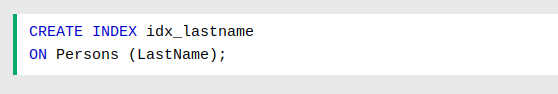 CREATE INDEX idx_lastname
ON Persons (LastName);